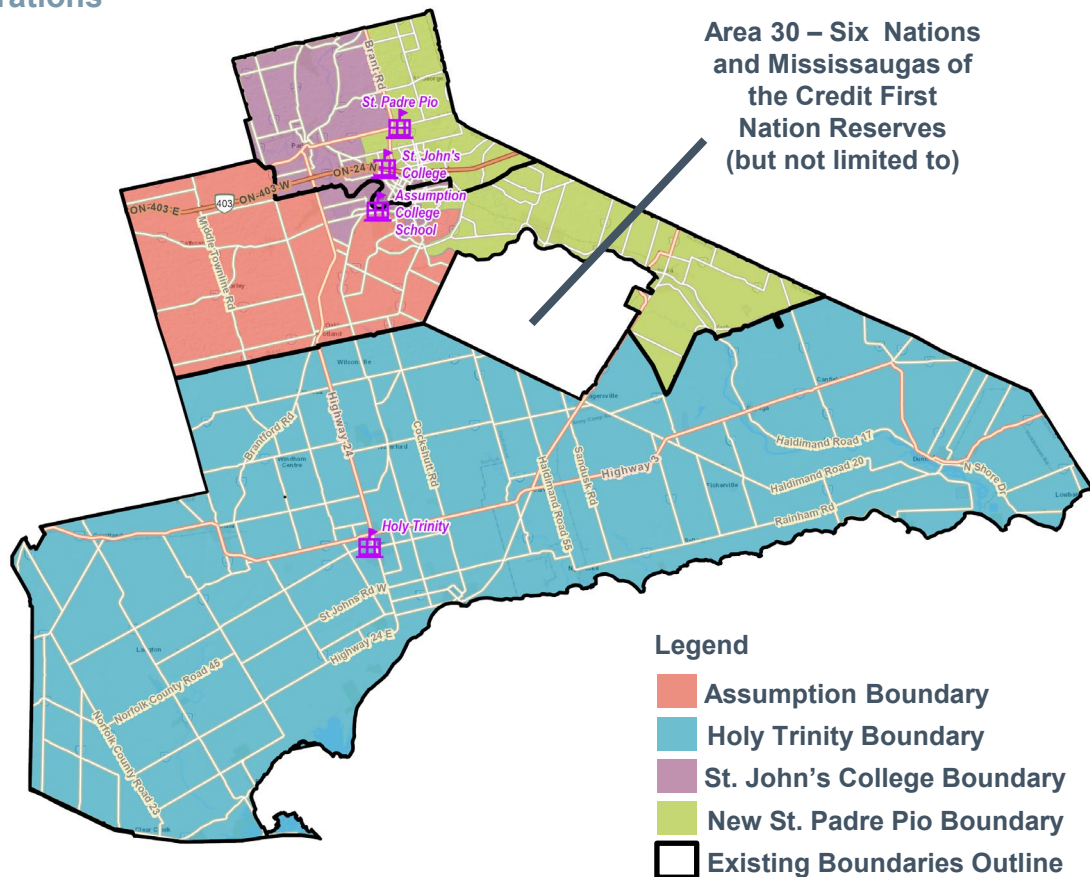 rations
Area 30 – Six Nations
and Mississaugas of
the Credit First
Nation Reserves
(but not limited to)
Brant Rd
St. Padre Pio
St. John's
College
ON-24 N
ON-403 W
ON-403 E
403
Assumption
College
School
Middle Townline Rd
Brantford Rd
Highway 24
Windham
Centre
Cockshutt Rd
Haldimand Road 55
Sandusk Rd
Highway 3
Haldimand Road 17
Haldimand Road 20
Rainham Rd
N Shore Dr
Holy Trinity
St Johns Rd W
Highway 24 E
Norfolk County Road 45
Norfolk County Road 23
Legend
Assumption Boundary
Holy Trinity Boundary
St. John's College Boundary
New St. Padre Pio Boundary
Existing Boundaries Outline